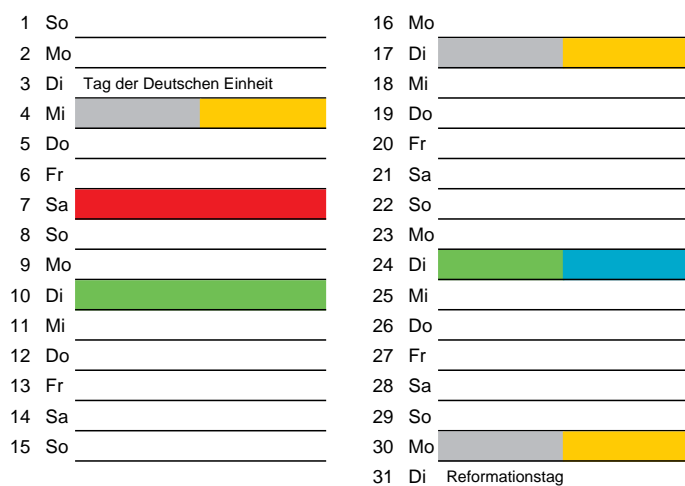 1 So
2 Mo
3 Di Tag der Deutschen Einheit
4 Mi
5 Do
6 Fr
7 Sa
8 So
9 Mo
10 Di
11 Mi
12 Do
13 Fr
14 Sa
15 So
16 Mo
17 Di
18 Mi
19 Do
20 Fr
21 Sa
22 So
23 Mo
24 Di
25 Mi
26 Do
27 Fr
28 Sa
29 So
30 Mo
31 Di Reformationstag